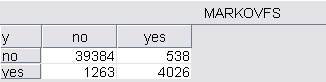 MARKOVFS
y no yes
no 39384 538
yes 1263 4026